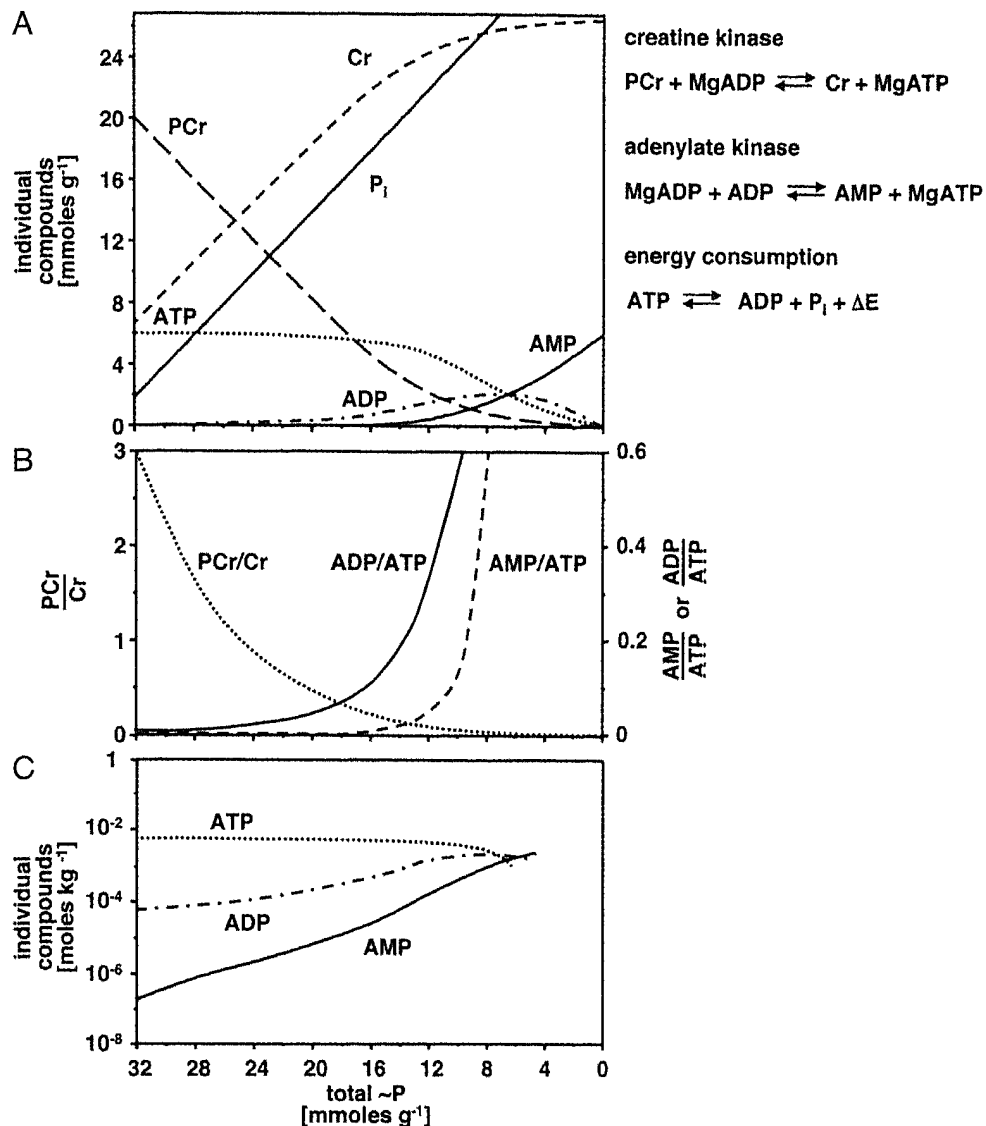 A
individual
compounds
[mmoles g⁻¹]
24
20
16
12
8
4
0
Cr
PCr
Pᵢ
ATP
ADP
AMP
creatine kinase
PCr + MgADP ⇌ Cr + MgATP
adenylate kinase
MgADP + ADP ⇌ AMP + MgATP
energy consumption
ATP ⇌ ADP + Pᵢ + ΔE
B
PCr
Cr
3
2
1
0
PCr/Cr
ADP/ATP
AMP/ATP
0.6
0.4
0.2
0
AMP
ATP
or
ADP
ATP
C
individual
compounds
[moles kg⁻¹]
1
10⁻²
10⁻⁴
10⁻⁶
10⁻⁸
ATP
ADP
AMP
32 28 24 20 16 12 8 4 0
total ~P
[mmoles g⁻¹]